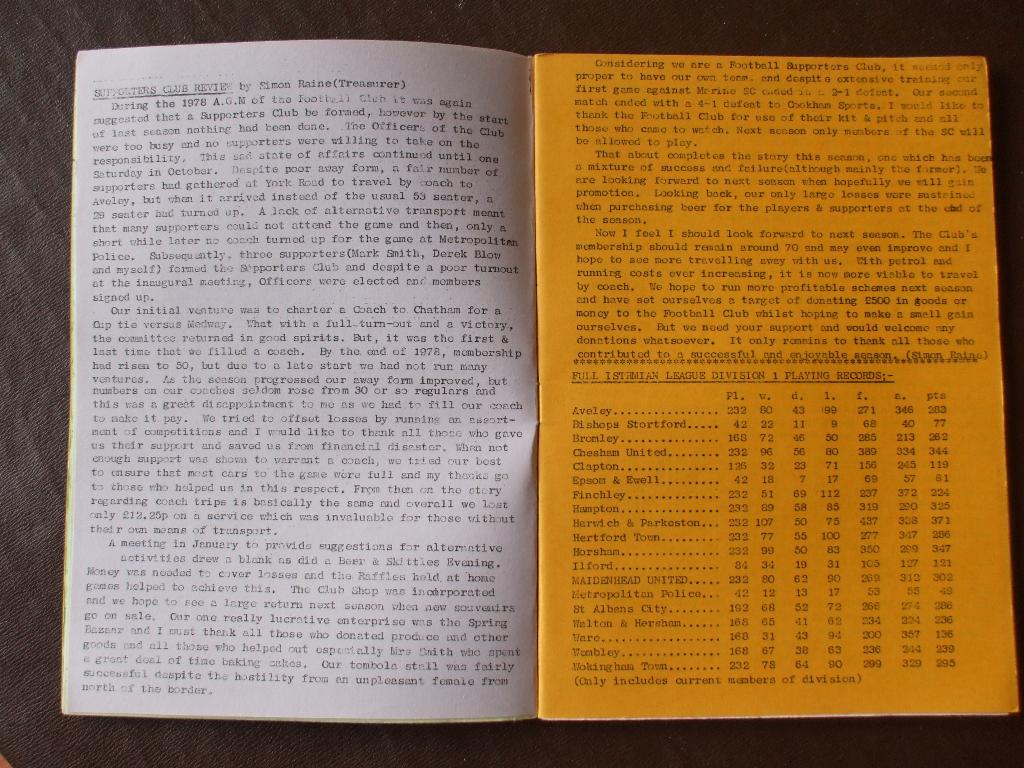 SUPPORTERS CLUB REVIEW by Simon Raine(Treasurer)
During the 1978 A.G.M of the Football Club it was again
suggested that a Supporters Club be formed, however by the start
of last season nothing had been done. The Officers of the Club
were too busy and no supporters were willing to take on the
responsibility. This sad state of affairs continued until one
Saturday in October. Despite poor away form, a fair number of
supporters had gathered at York Road to travel by coach to
Aveley, but when it arrived instead of the usual 53 seater, a
29 seater had turned up. A lack of alternative transport meant
that many supporters could not attend the game and then, only a
short while later no coach turned up for the game at Metropolitan
Police. Subsequently, three supporters(Mark Smith, Derek Blow
and myself) formed the Supporters Club and despite a poor turnout
at the inaugural meeting, Officers were elected and members
signed up.
Our initial venture was to charter a Coach to Chatham for a
Cup tie versus Medway. What with a full turn-out and a victory,
the committee returned in good spirits. But, it was the first &
last time that we filled a coach. By the end of 1978, membership
had risen to 50, but due to a late start we had not run many
ventures. As the season progressed our away form improved, but
numbers on our coaches seldom rose from 30 or so regulars and
this was a great disappointment to me as we had to fill our coach
to make it pay. We tried to offset losses by running an assort-
ment of competitions and I would like to thank all those who gave
us their support and saved us from financial disaster. When not
enough support was shown to warrant a coach, we tried our best
to ensure that most cars to the game were full and my thanks go
to those who helped us in this respect. From then on the story
regarding coach trips is basically the same and overall we lost
only £12.25p on a service which was invaluable for those without
their own means of transport.
A meeting in January to provide suggestions for alternative
activities drew a blank as did a Beer & Skittles Evening.
Money was needed to cover losses and the Raffles held at home
games helped to achieve this. The Club Shop was incorporated
and we hope to see a large return next season when new souvenirs
go on sale. Our one really lucrative enterprise was the Spring
Bazaar and I must thank all those who donated produce and other
goods and all those who helped out especially Mrs Smith who spent
a great deal of time baking cakes. Our tombola stall was fairly
successful despite the hostility from an unpleasant female from
north of the border.
Considering we are a Football Supporters Club, it seemed only
proper to have our own team, and despite extensive training our
first game against Marine SC ended in a 2-1 defeat. Our second
match ended with a 4-1 defeat to Cookham Sports. I would like to
thank the Football Club for use of their kit & pitch and all
those who came to watch. Next season only members of the SC will
be allowed to play.
That about completes the story this season, one which has been
a mixture of success and failure(although mainly the former). We
are looking forward to next season when hopefully we will gain
promotion. Looking back, our only large losses were sustained
when purchasing beer for the players & supporters at the end of
the season.
Now I feel I should look forward to next season. The Club's
membership should remain around 70 and may even improve and I
hope to see more travelling away with us. With petrol and
running costs ever increasing, it is now more viable to travel
by coach. We hope to run more profitable schemes next season
and have set ourselves a target of donating £500 in goods or
money to the Football Club whilst hoping to make a small gain
ourselves. But we need your support and would welcome any
donations whatsoever. It only remains to thank all those who
contributed to a successful and enjoyable season. (Simon Raine)
FULL ISTHMIAN LEAGUE DIVISION 1 PLAYING RECORDS;-
Pl. w. d. l. f. a. pts
Aveley................ 232 80 43 99 271 346 283
Bishops Stortford..... 42 22 11 9 68 40 77
Bromley............... 168 72 46 50 285 213 262
Chesham United........ 232 96 56 80 389 334 344
Clapton............... 126 32 23 71 156 245 119
Epsom & Ewell......... 42 18 7 17 69 57 61
Finchley.............. 232 51 69 112 237 372 224
Hampton............... 232 89 58 85 319 290 325
Harwich & Parkeston... 232 107 50 75 437 338 371
Hertford Town......... 232 77 55 100 277 347 286
Horsham............... 232 99 50 83 350 299 347
Ilford................ 84 34 19 31 105 127 121
MAIDENHEAD UNITED..... 232 80 62 90 269 312 302
Metropolitan Police... 42 12 13 17 53 55 49
St Albans City........ 192 68 52 72 266 274 286
Walton & Hersham...... 168 65 41 62 234 224 236
Ware.................. 168 31 43 94 200 357 136
Wembley............... 168 67 38 63 236 244 239
Wokingham Town........ 232 78 64 90 299 329 295
(Only includes current members of division)